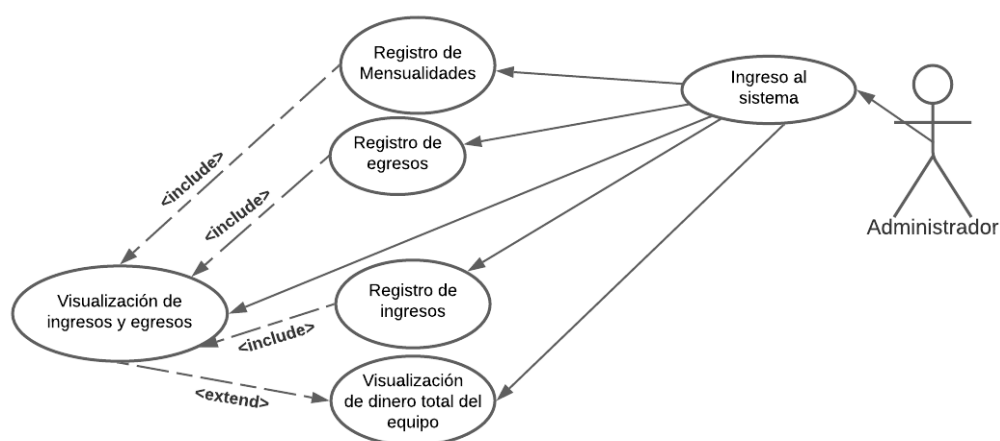 Registro de
Mensualidades
Ingreso al
sistema
Registro de
egresos
<include>
<include>
Administrador
Visualización de
ingresos y egresos
Registro de
ingresos
<include>
<extend>
Visualización
de dinero total del
equipo